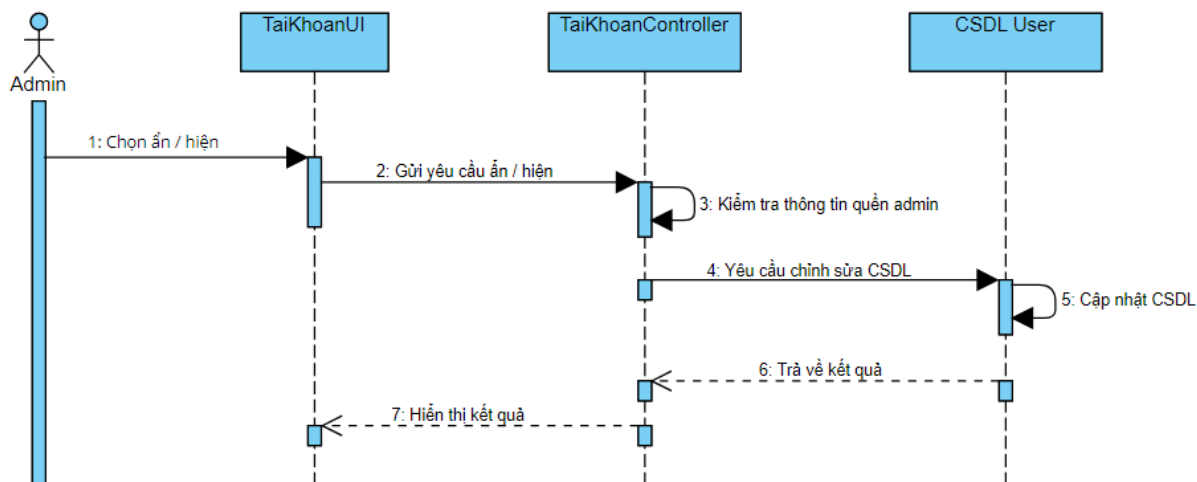 TaiKhoanUI
TaiKhoanController
CSDL User
Admin
1: Chọn ẩn / hiện
2: Gửi yêu cầu ẩn / hiện
3: Kiểm tra thông tin quền admin
4: Yêu cầu chỉnh sửa CSDL
5: Cập nhật CSDL
6: Trả về kết quả
7: Hiển thị kết quả